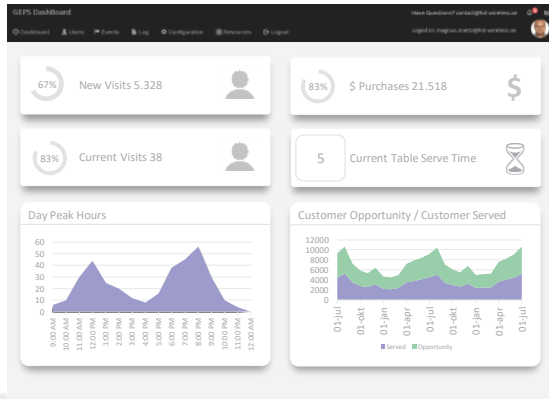 GEPS DashBoard
Have Questions? contact@hd-wireless.se
Dashboard Users Events Log Configuration Resources Logout
67% New Visits 5.328
83% $ Purchases 21.518
$
83% Current Visits 38
5 Current Table Serve Time
Day Peak Hours
60
50
40
30
20
10
0
9:00 AM
10:00 AM
11:00 AM
12:00 PM
1:00 PM
2:00 PM
3:00 PM
4:00 PM
5:00 PM
6:00 PM
7:00 PM
8:00 PM
9:00 PM
10:00 PM
11:00 PM
12:00 AM
Customer Opportunity / Customer Served
12000
10000
8000
6000
4000
2000
0
01-jul
01-okt
01-jan
01-apr
01-jul
01-okt
01-jan
01-apr
01-jul
Served Opportunity